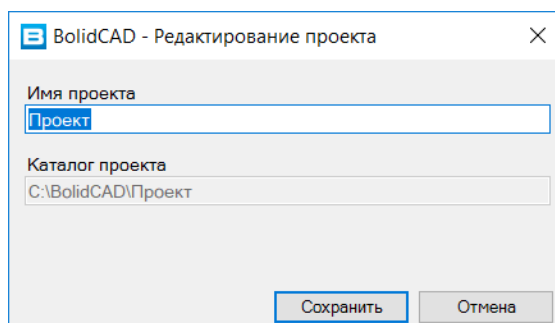 BolidCAD - Редактирование проекта
Имя проекта
Проект
Каталог проекта
C:\BolidCAD\Проект
Сохранить Отмена